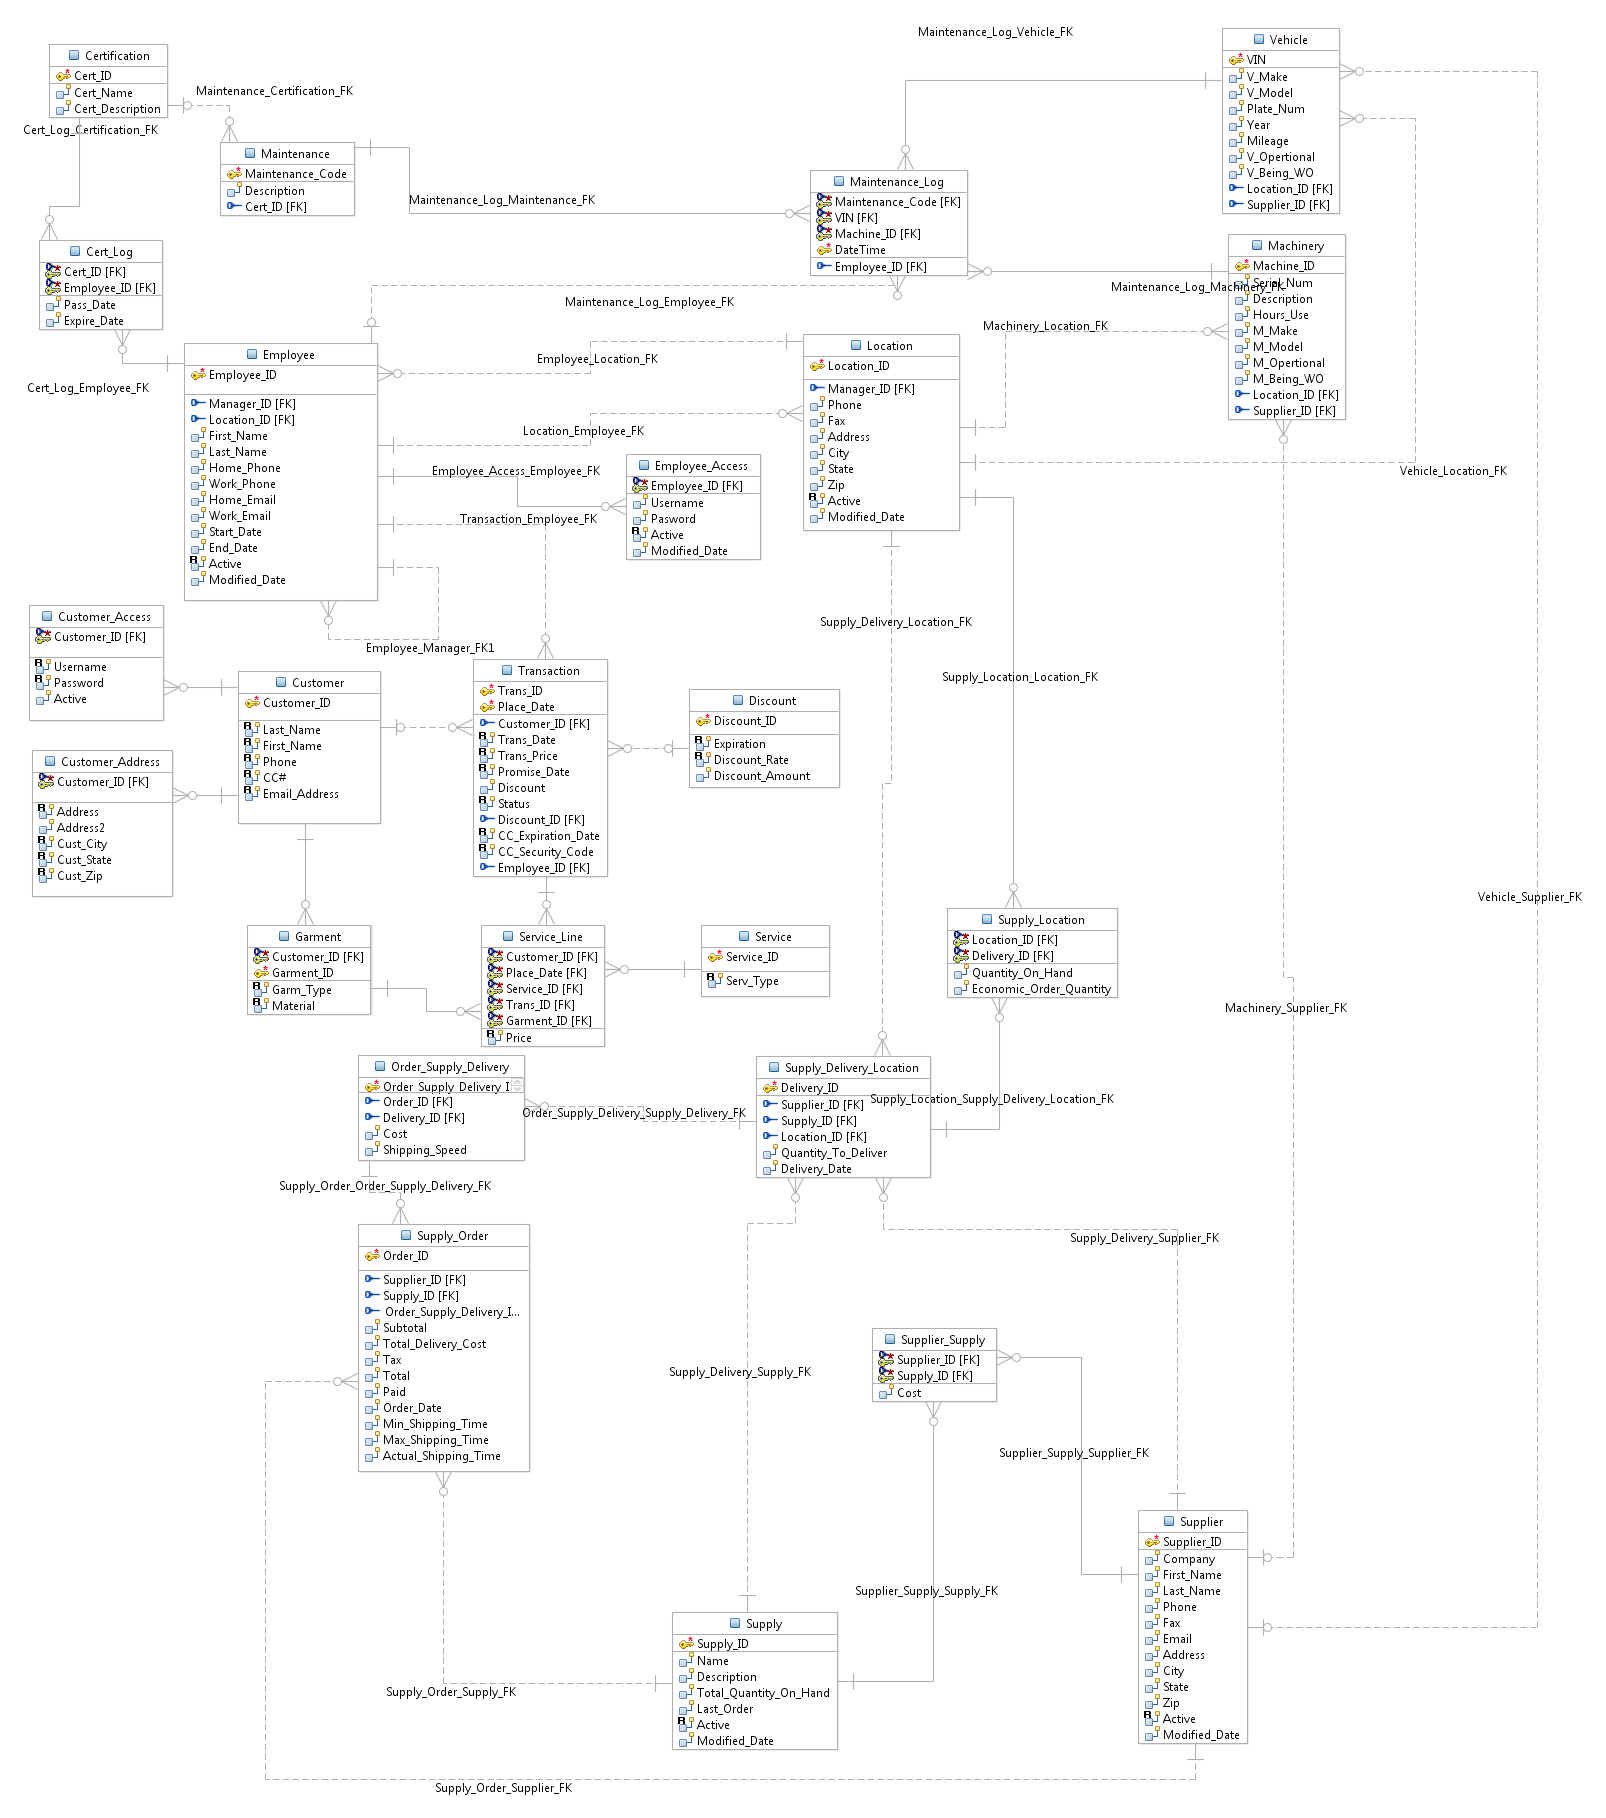 Maintenance_Log_Vehicle_FK
Certification
Cert_ID
Cert_Name
Cert_Description
Maintenance_Certification_FK
Cert_Log_Certification_FK
Maintenance
Maintenance_Code
Description
Cert_ID [FK]
Maintenance_Log_Maintenance_FK
Maintenance_Log
Maintenance_Code [FK]
VIN [FK]
Machine_ID [FK]
DateTime
Employee_ID [FK]
Vehicle
VIN
V_Make
V_Model
Plate_Num
Year
Mileage
V_Opertional
V_Being_WO
Location_ID [FK]
Supplier_ID [FK]
Cert_Log
Cert_ID [FK]
Employee_ID [FK]
Pass_Date
Expire_Date
Machinery
Machine_ID
Serial_Num
Description
Hours_Use
M_Make
M_Model
M_Opertional
M_Being_WO
Location_ID [FK]
Supplier_ID [FK]
Maintenance_Log_Machinery_FK
Maintenance_Log_Employee_FK
Machinery_Location_FK
Employee_Location_FK
Cert_Log_Employee_FK
Employee
Employee_ID
Manager_ID [FK]
Location_ID [FK]
First_Name
Last_Name
Home_Phone
Work_Phone
Home_Email
Work_Email
Start_Date
End_Date
Active
Modified_Date
Location
Location_ID
Manager_ID [FK]
Phone
Fax
Address
City
State
Zip
Active
Modified_Date
Location_Employee_FK
Employee_Access_Employee_FK
Employee_Access
Employee_ID [FK]
Username
Pasword
Active
Modified_Date
Vehicle_Location_FK
Transaction_Employee_FK
Customer_Access
Customer_ID [FK]
Username
Password
Active
Supply_Delivery_Location_FK
Employee_Manager_FK1
Supply_Location_Location_FK
Customer
Customer_ID
Last_Name
First_Name
Phone
CC#
Email_Address
Transaction
Trans_ID
Place_Date
Customer_ID [FK]
Trans_Date
Trans_Price
Promise_Date
Discount
Status
Discount_ID [FK]
CC_Expiration_Date
CC_Security_Code
Employee_ID [FK]
Discount
Discount_ID
Expiration
Discount_Rate
Discount_Amount
Customer_Address
Customer_ID [FK]
Address
Address2
Cust_City
Cust_State
Cust_Zip
Vehicle_Supplier_FK
Garment
Customer_ID [FK]
Garment_ID
Garm_Type
Material
Service_Line
Customer_ID [FK]
Place_Date [FK]
Service_ID [FK]
Trans_ID [FK]
Garment_ID [FK]
Price
Service
Service_ID
Serv_Type
Supply_Location
Location_ID [FK]
Delivery_ID [FK]
Quantity_On_Hand
Economic_Order_Quantity
Machinery_Supplier_FK
Order_Supply_Delivery
Order_Supply_Delivery_I
Order_ID [FK]
Delivery_ID [FK]
Cost
Shipping_Speed
Order_Supply_Delivery_Supply_Delivery_FK
Supply_Delivery_Location
Delivery_ID
Supplier_ID [FK]
Supply_ID [FK]
Location_ID [FK]
Quantity_To_Deliver
Delivery_Date
Supply_Location_Supply_Delivery_Location_FK
Supply_Order_Order_Supply_Delivery_FK
Supply_Order
Order_ID
Supplier_ID [FK]
Supply_ID [FK]
Order_Supply_Delivery_I...
Subtotal
Total_Delivery_Cost
Tax
Total
Paid
Order_Date
Min_Shipping_Time
Max_Shipping_Time
Actual_Shipping_Time
Supply_Delivery_Supplier_FK
Supplier_Supply
Supplier_ID [FK]
Supply_ID [FK]
Cost
Supply_Delivery_Supply_FK
Supplier_Supply_Supplier_FK
Supplier
Supplier_ID
Company
First_Name
Last_Name
Phone
Fax
Email
Address
City
State
Zip
Active
Modified_Date
Supplier_Supply_Supply_FK
Supply
Supply_ID
Name
Description
Total_Quantity_On_Hand
Last_Order
Active
Modified_Date
Supply_Order_Supply_FK
Supply_Order_Supplier_FK